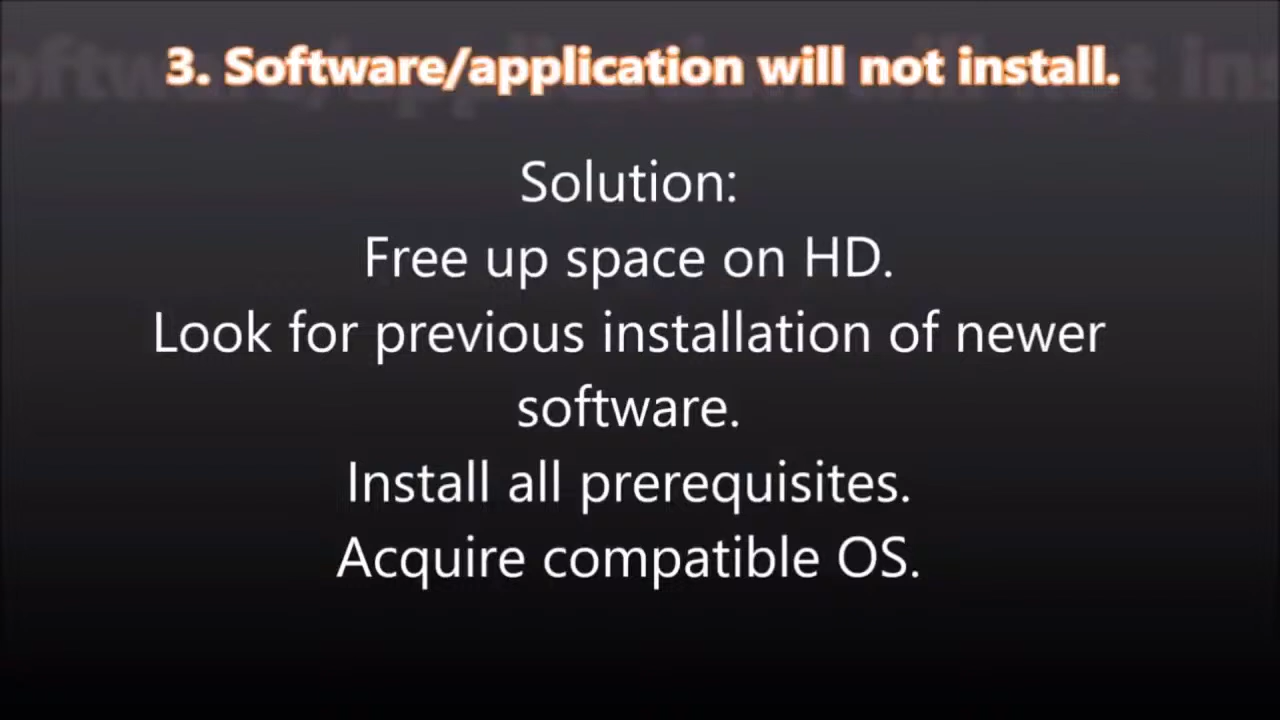 3. Software/application will not install.
Solution:
Free up space on HD.
Look for previous installation of newer
software.
Install all prerequisites.
Acquire compatible OS.